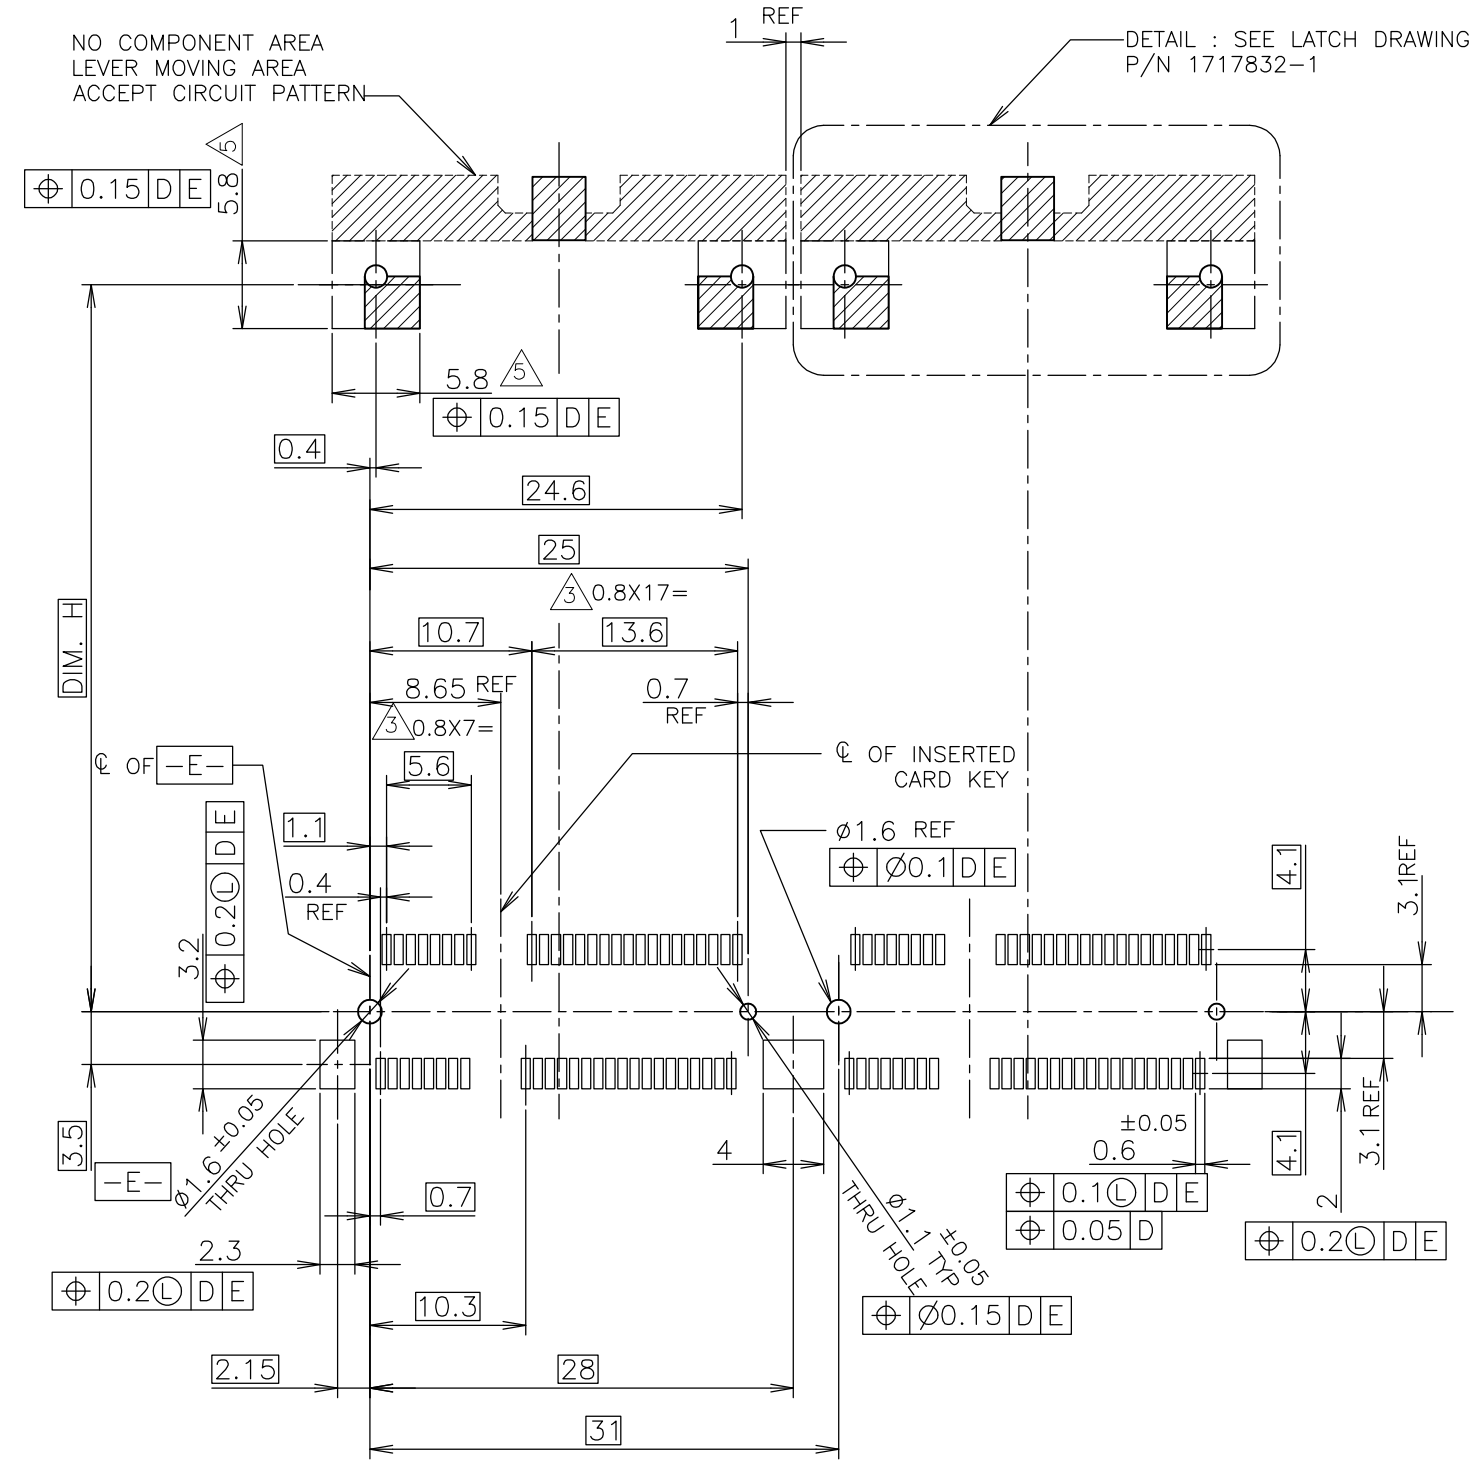 1 REF
NO COMPONENT AREA
LEVER MOVING AREA
ACCEPT CIRCUIT PATTERN
DETAIL : SEE LATCH DRAWING
P/N 1717832-1
5
5.8
⌖ 0.15 D E
5.8 5
⌖ 0.15 D E
0.4
24.6
25
3 0.8X17=
10.7
13.6
DIM. H
8.65 REF
0.7
REF
3 0.8X7=
℄ OF -E-
5.6
℄ OF INSERTED
CARD KEY
1.1
⌖ 0.2Ⓛ D E
3.2
0.4
REF
ø1.6 REF
⌖ Ø0.1 D E
4.1
3.1REF
3.5
-E-
ø1.6 ±0.05
THRU HOLE
0.7
4
±0.05
0.6
⌖ 0.1Ⓛ D E
⌖ 0.05 D
4.1
3.1 REF
2
⌖ 0.2Ⓛ D E
2.3
⌖ 0.2Ⓛ D E
ø1.1 ±0.05
TYP
THRU HOLE
⌖ Ø0.15 D E
10.3
2.15
28
31